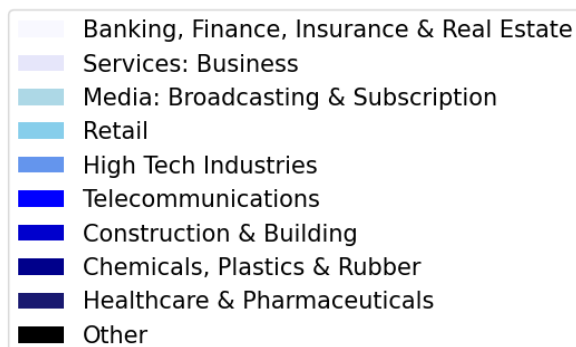 Banking, Finance, Insurance & Real Estate
Services: Business
Media: Broadcasting & Subscription
Retail
High Tech Industries
Telecommunications
Construction & Building
Chemicals, Plastics & Rubber
Healthcare & Pharmaceuticals
Other